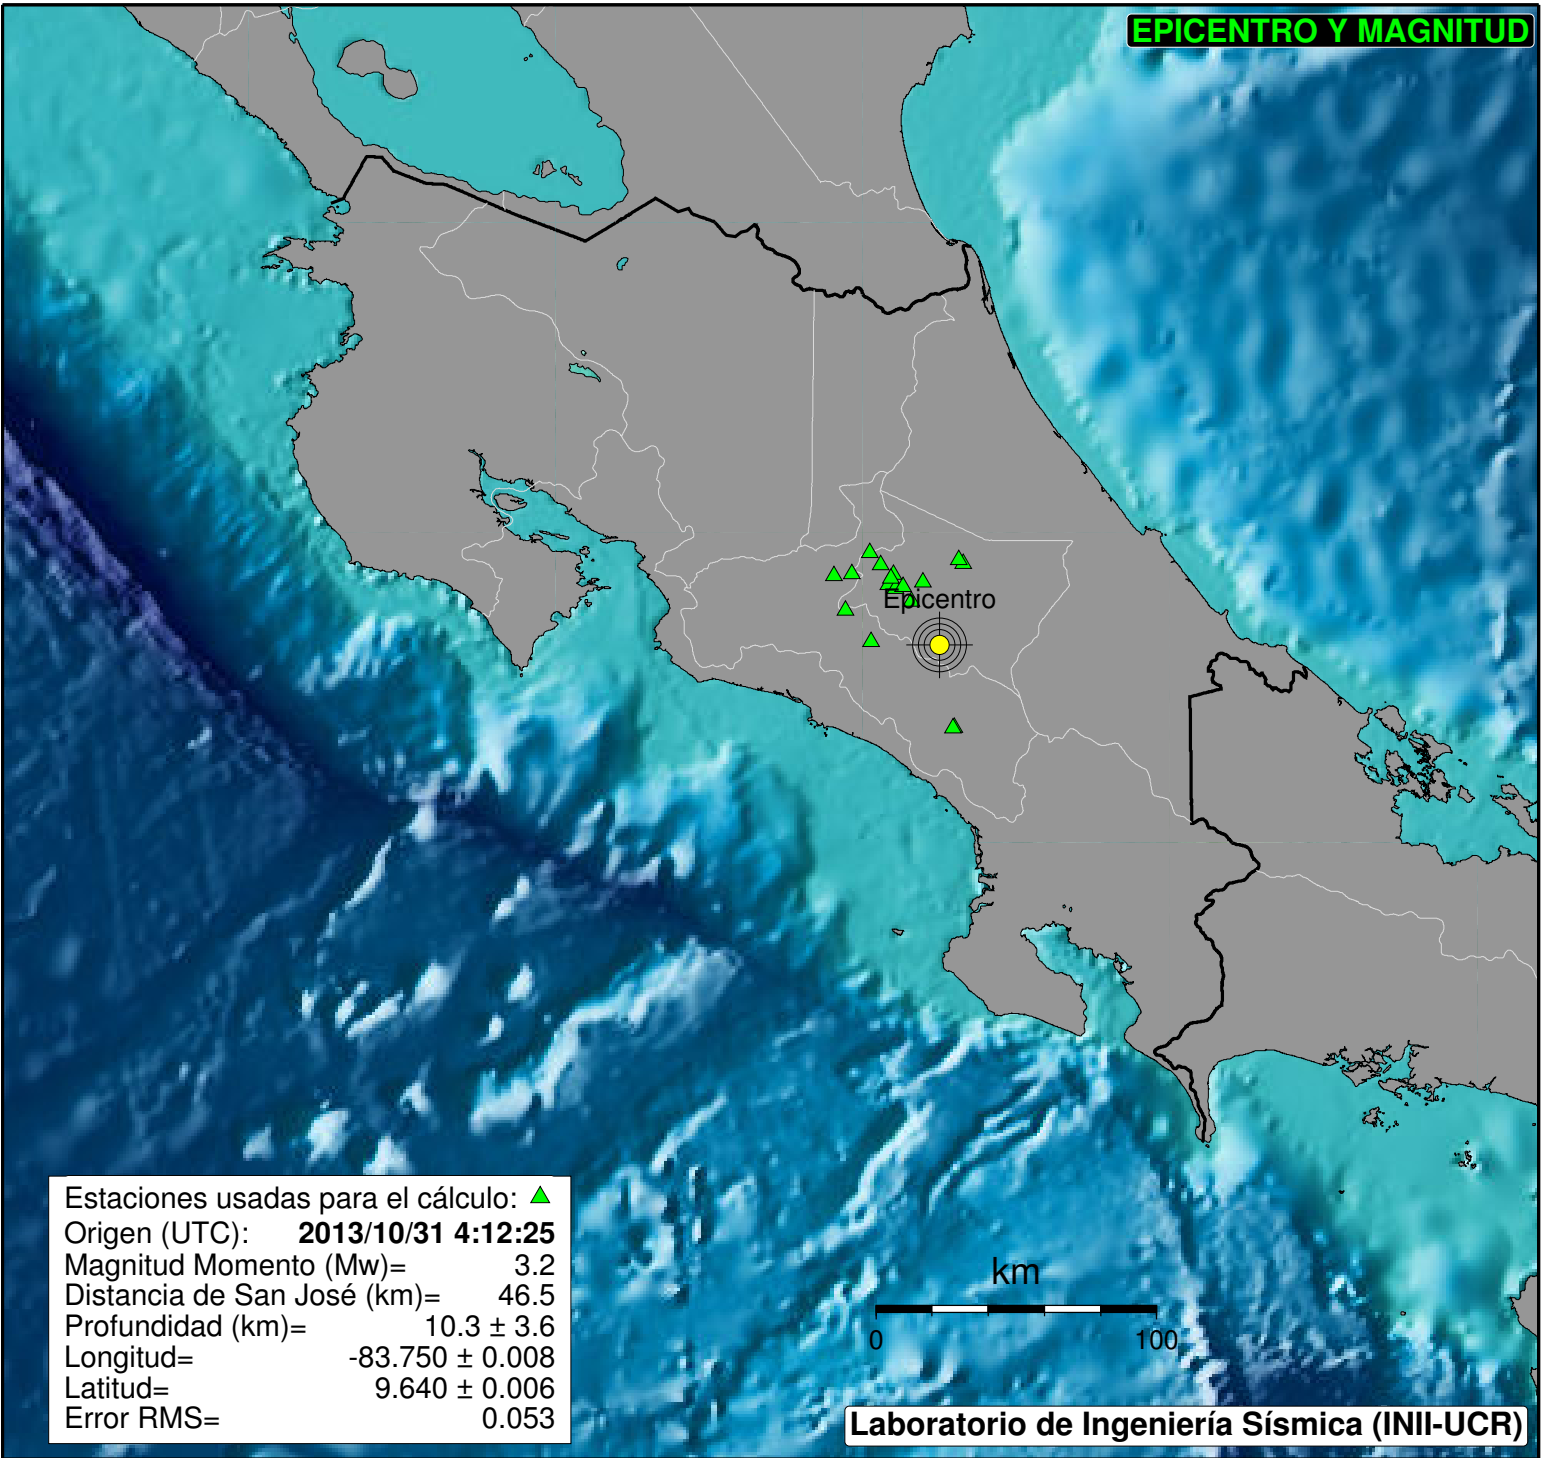 EPICENTRO Y MAGNITUD
Epicentro
Estaciones usadas para el cálculo:
Origen (UTC): 2013/10/31 4:12:25
Magnitud Momento (Mw)= 3.2
Distancia de San José (km)= 46.5
Profundidad (km)= 10.3 ± 3.6
Longitud= -83.750 ± 0.008
Latitud= 9.640 ± 0.006
Error RMS= 0.053
km
0 100
Laboratorio de Ingeniería Sísmica (INII-UCR)